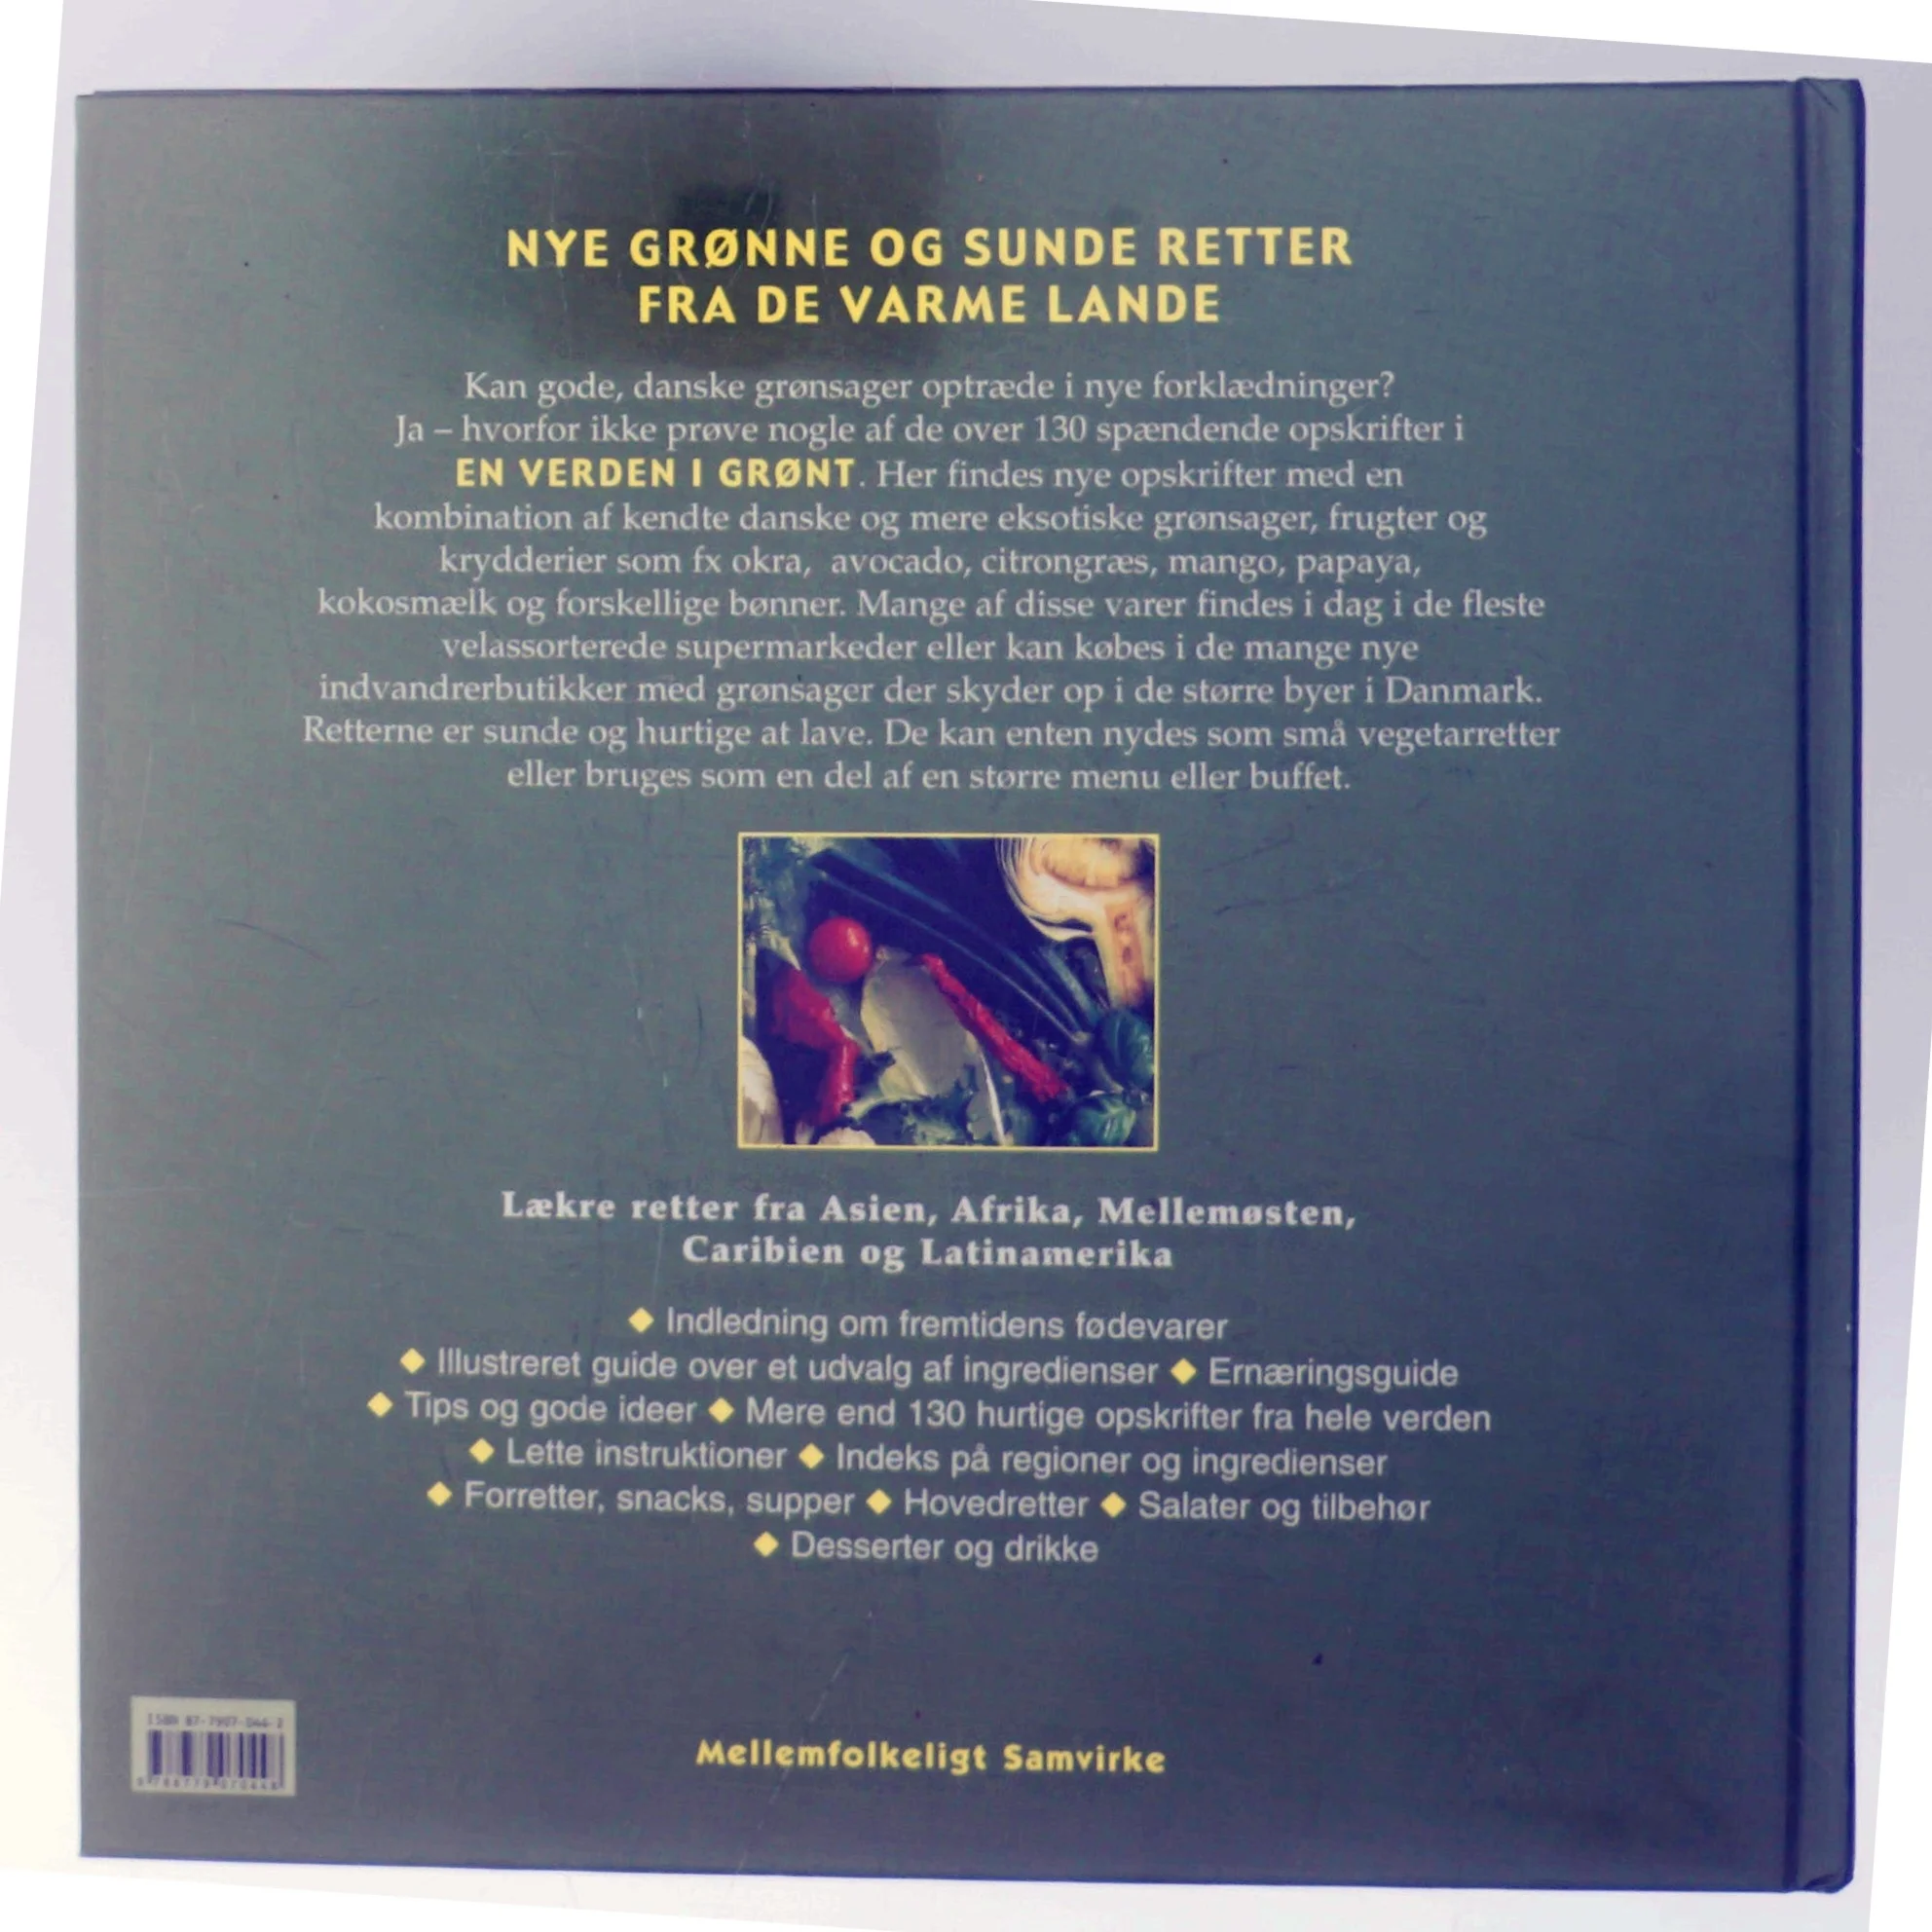 NYE GRØNNE OG SUNDE RETTER
FRA DE VARME LANDE
Kan gode, danske grønsager optræde i nye forklædninger?
Ja – hvorfor ikke prøve nogle af de over 130 spændende opskrifter i
EN VERDEN I GRØNT. Her findes nye opskrifter med en
kombination af kendte danske og mere eksotiske grønsager, frugter og
krydderier som fx okra, avocado, citrongræs, mango, papaya,
kokosmælk og forskellige bønner. Mange af disse varer findes i dag i de fleste
velassorterede supermarkeder eller kan købes i de mange nye
indvandrerbutikker med grønsager der skyder op i de større byer i Danmark.
Retterne er sunde og hurtige at lave. De kan enten nydes som små vegetarretter
eller bruges som en del af en større menu eller buffet.
Lækre retter fra Asien, Afrika, Mellemøsten,
Caribien og Latinamerika
◆ Indledning om fremtidens fødevarer
◆ Illustreret guide over et udvalg af ingredienser ◆ Ernæringsguide
◆ Tips og gode ideer ◆ Mere end 130 hurtige opskrifter fra hele verden
◆ Lette instruktioner ◆ Indeks på regioner og ingredienser
◆ Forretter, snacks, supper ◆ Hovedretter ◆ Salater og tilbehør
◆ Desserter og drikke
ISBN
Mellemfolkeligt Samvirke